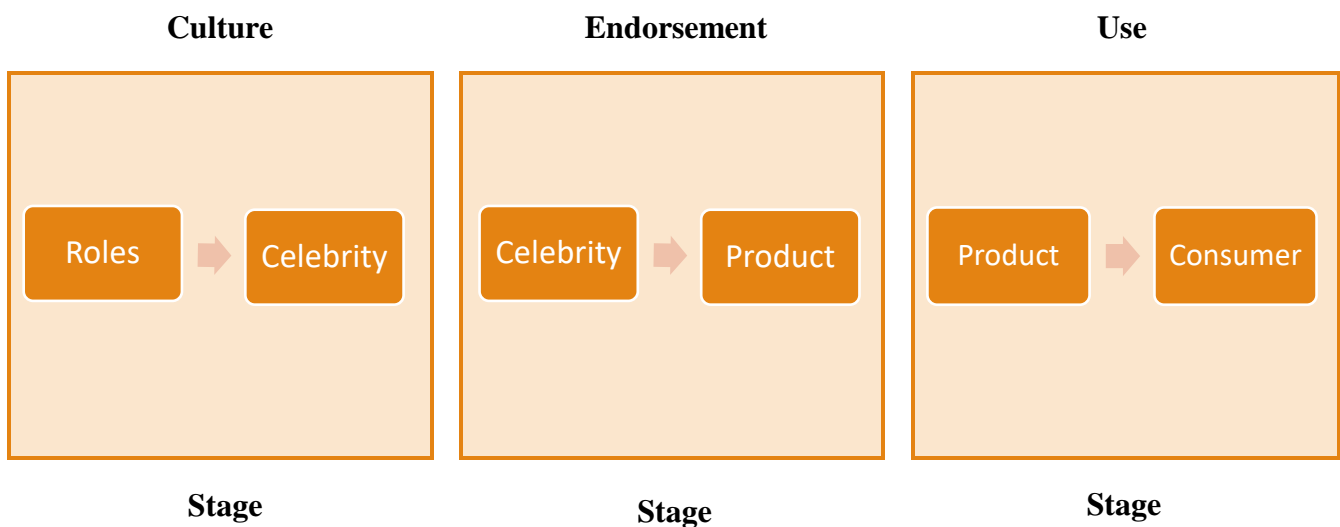 Culture
Endorsement
Use
Roles
Celebrity
Celebrity
Product
Product
Consumer
Stage
Stage
Stage